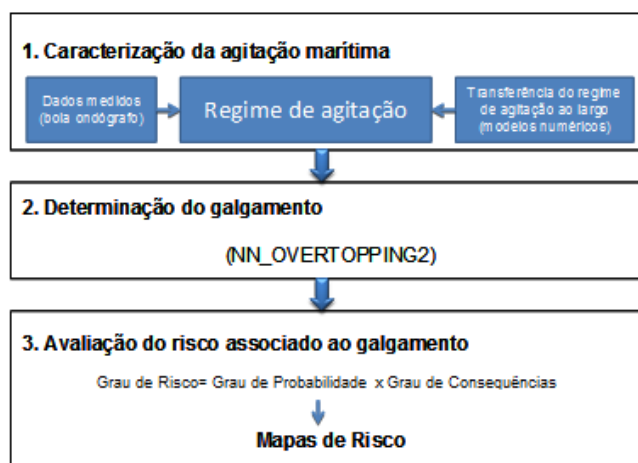 1. Caracterização da agitação marítima
Dados medidos
(boia ondógrafo)
Regime de agitação
Transferência do regime
de agitação ao largo
(modelos numéricos)
2. Determinação do galgamento
(NN_OVERTOPPING2)
3. Avaliação do risco associado ao galgamento
Grau de Risco= Grau de Probabilidade x Grau de Consequências
Mapas de Risco